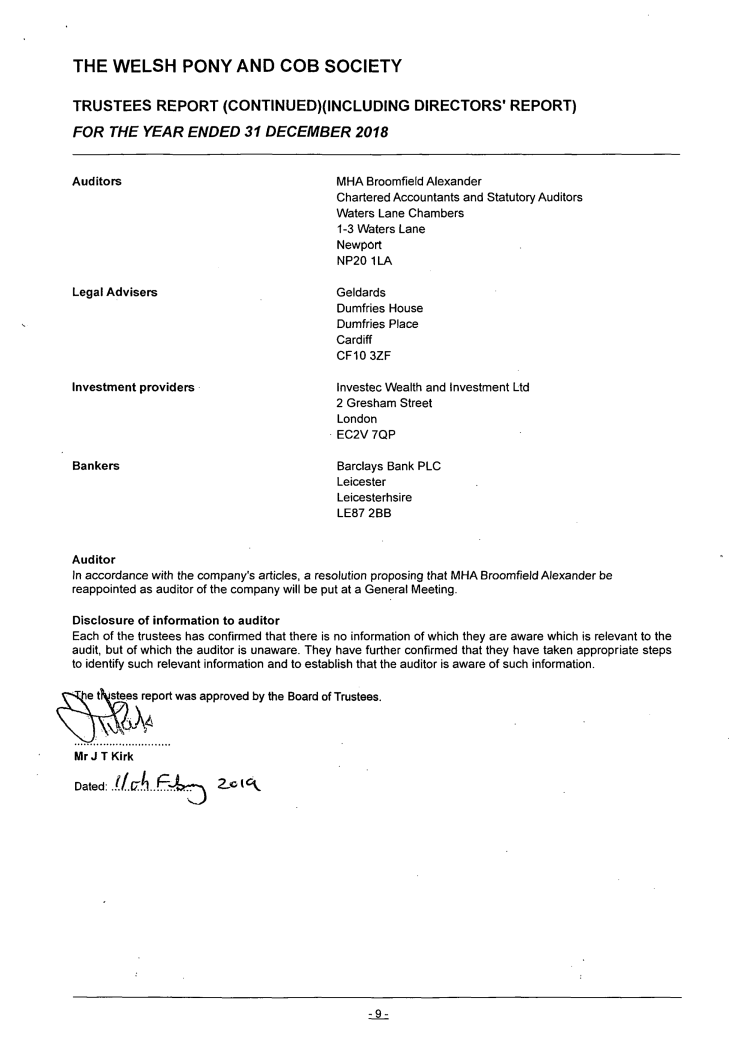 THE WELSH PONY AND COB SOCIETY
TRUSTEES REPORT (CONTINUED)(INCLUDING DIRECTORS' REPORT)
FOR THE YEAR ENDED 31 DECEMBER 2018
Auditors
MHA Broomfield Alexander
Chartered Accountants and Statutory Auditors
Waters Lane Chambers
1-3 Waters Lane
Newport
NP20 1LA
Legal Advisers
Geldards
Dumfries House
Dumfries Place
Cardiff
CF10 3ZF
Investment providers
Investec Wealth and Investment Ltd
2 Gresham Street
London
EC2V 7QP
Bankers
Barclays Bank PLC
Leicester
Leicesterhsire
LE87 2BB
Auditor
In accordance with the company's articles, a resolution proposing that MHA Broomfield Alexander be
reappointed as auditor of the company will be put at a General Meeting.
Disclosure of information to auditor
Each of the trustees has confirmed that there is no information of which they are aware which is relevant to the
audit, but of which the auditor is unaware. They have further confirmed that they have taken appropriate steps
to identify such relevant information and to establish that the auditor is aware of such information.
The trustees report was approved by the Board of Trustees.
Mr J T Kirk
Dated: 2019
- 9 -